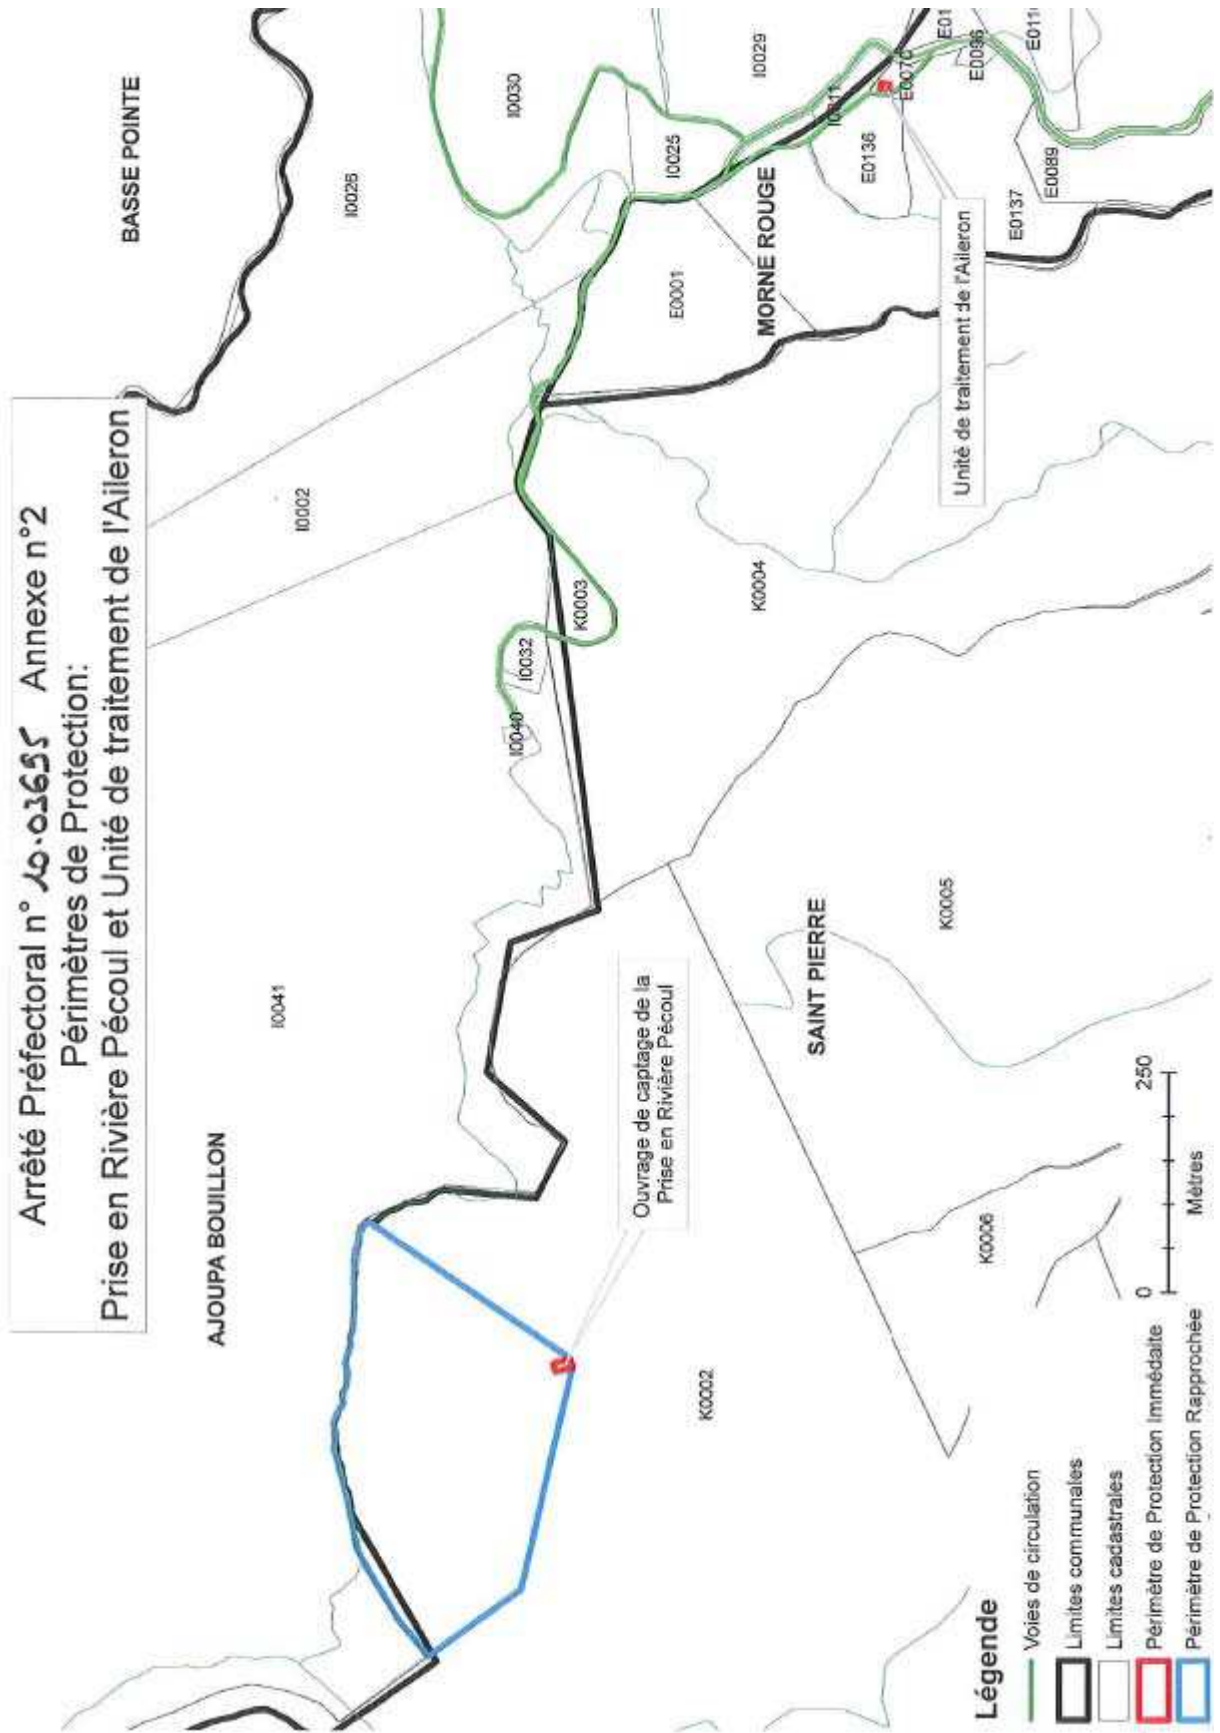 Arrêté Préfectoral n° 10-03695 Annexe n°2
Périmètres de Protection:
Prise en Rivière Pécoul et Unité de traitement de l'Aileron
BASSE POINTE
I0026
I0030
I0029
I0025
I0002
AJOUPA BOUILLON
I0041
I0040
I0032
K0003
E0001
MORNE ROUGE
E0136
E0096
E0089
E0137
Unité de traitement de l'Aileron
K0004
Ouvrage de captage de la
Prise en Rivière Pécoul
SAINT PIERRE
K0005
K0002
K0006
Légende
Voies de circulation
Limites communales
Limites cadastrales
Périmètre de Protection Immédaite
Périmètre de Protection Rapprochée
0
250
Mètres